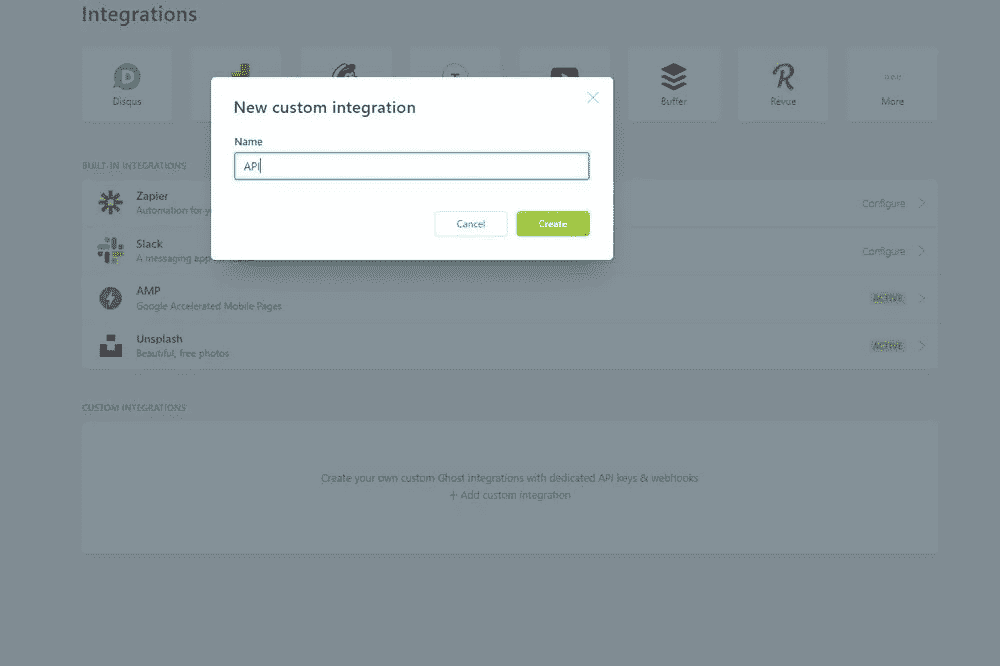 Integrations
Disqus
Buffer
Revue
More
New custom integration
Name
API
Cancel
Create
BUILT-IN INTEGRATIONS
Zapier
Automation for
Configure
Slack
A messaging app
Configure
AMP
Google Accelerated Mobile Pages
ACTIVE
Unsplash
Beautiful, free photos
ACTIVE
CUSTOM INTEGRATIONS
Create your own custom Ghost integrations with dedicated API keys & webhooks
+ Add custom integration